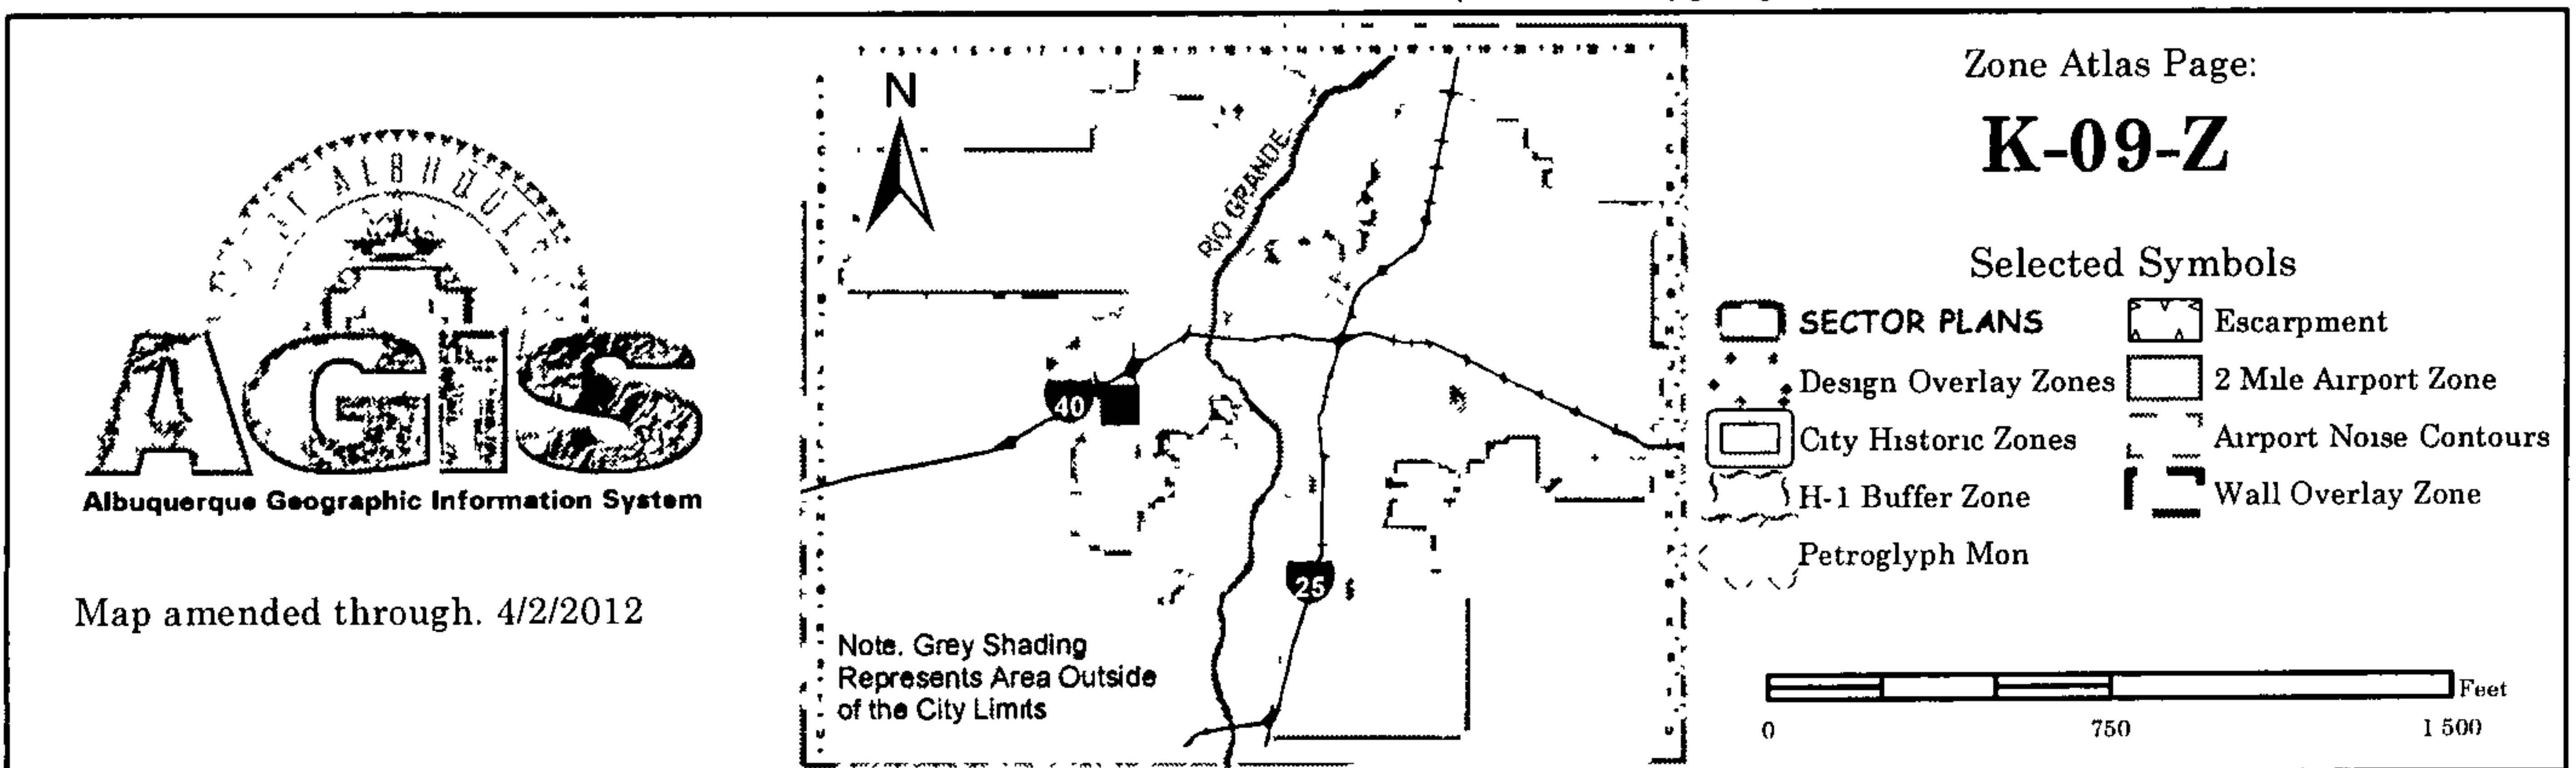 Albuquerque Geographic Information System
AGIS
Map amended through. 4/2/2012
N
RIO GRANDE
40
25
Note. Grey Shading
Represents Area Outside
of the City Limits
Zone Atlas Page:
K-09-Z
Selected Symbols
SECTOR PLANS
Escarpment
Design Overlay Zones
2 Mile Airport Zone
City Historic Zones
Airport Noise Contours
H-1 Buffer Zone
Wall Overlay Zone
Petroglyph Mon
Feet
0 750 1 500